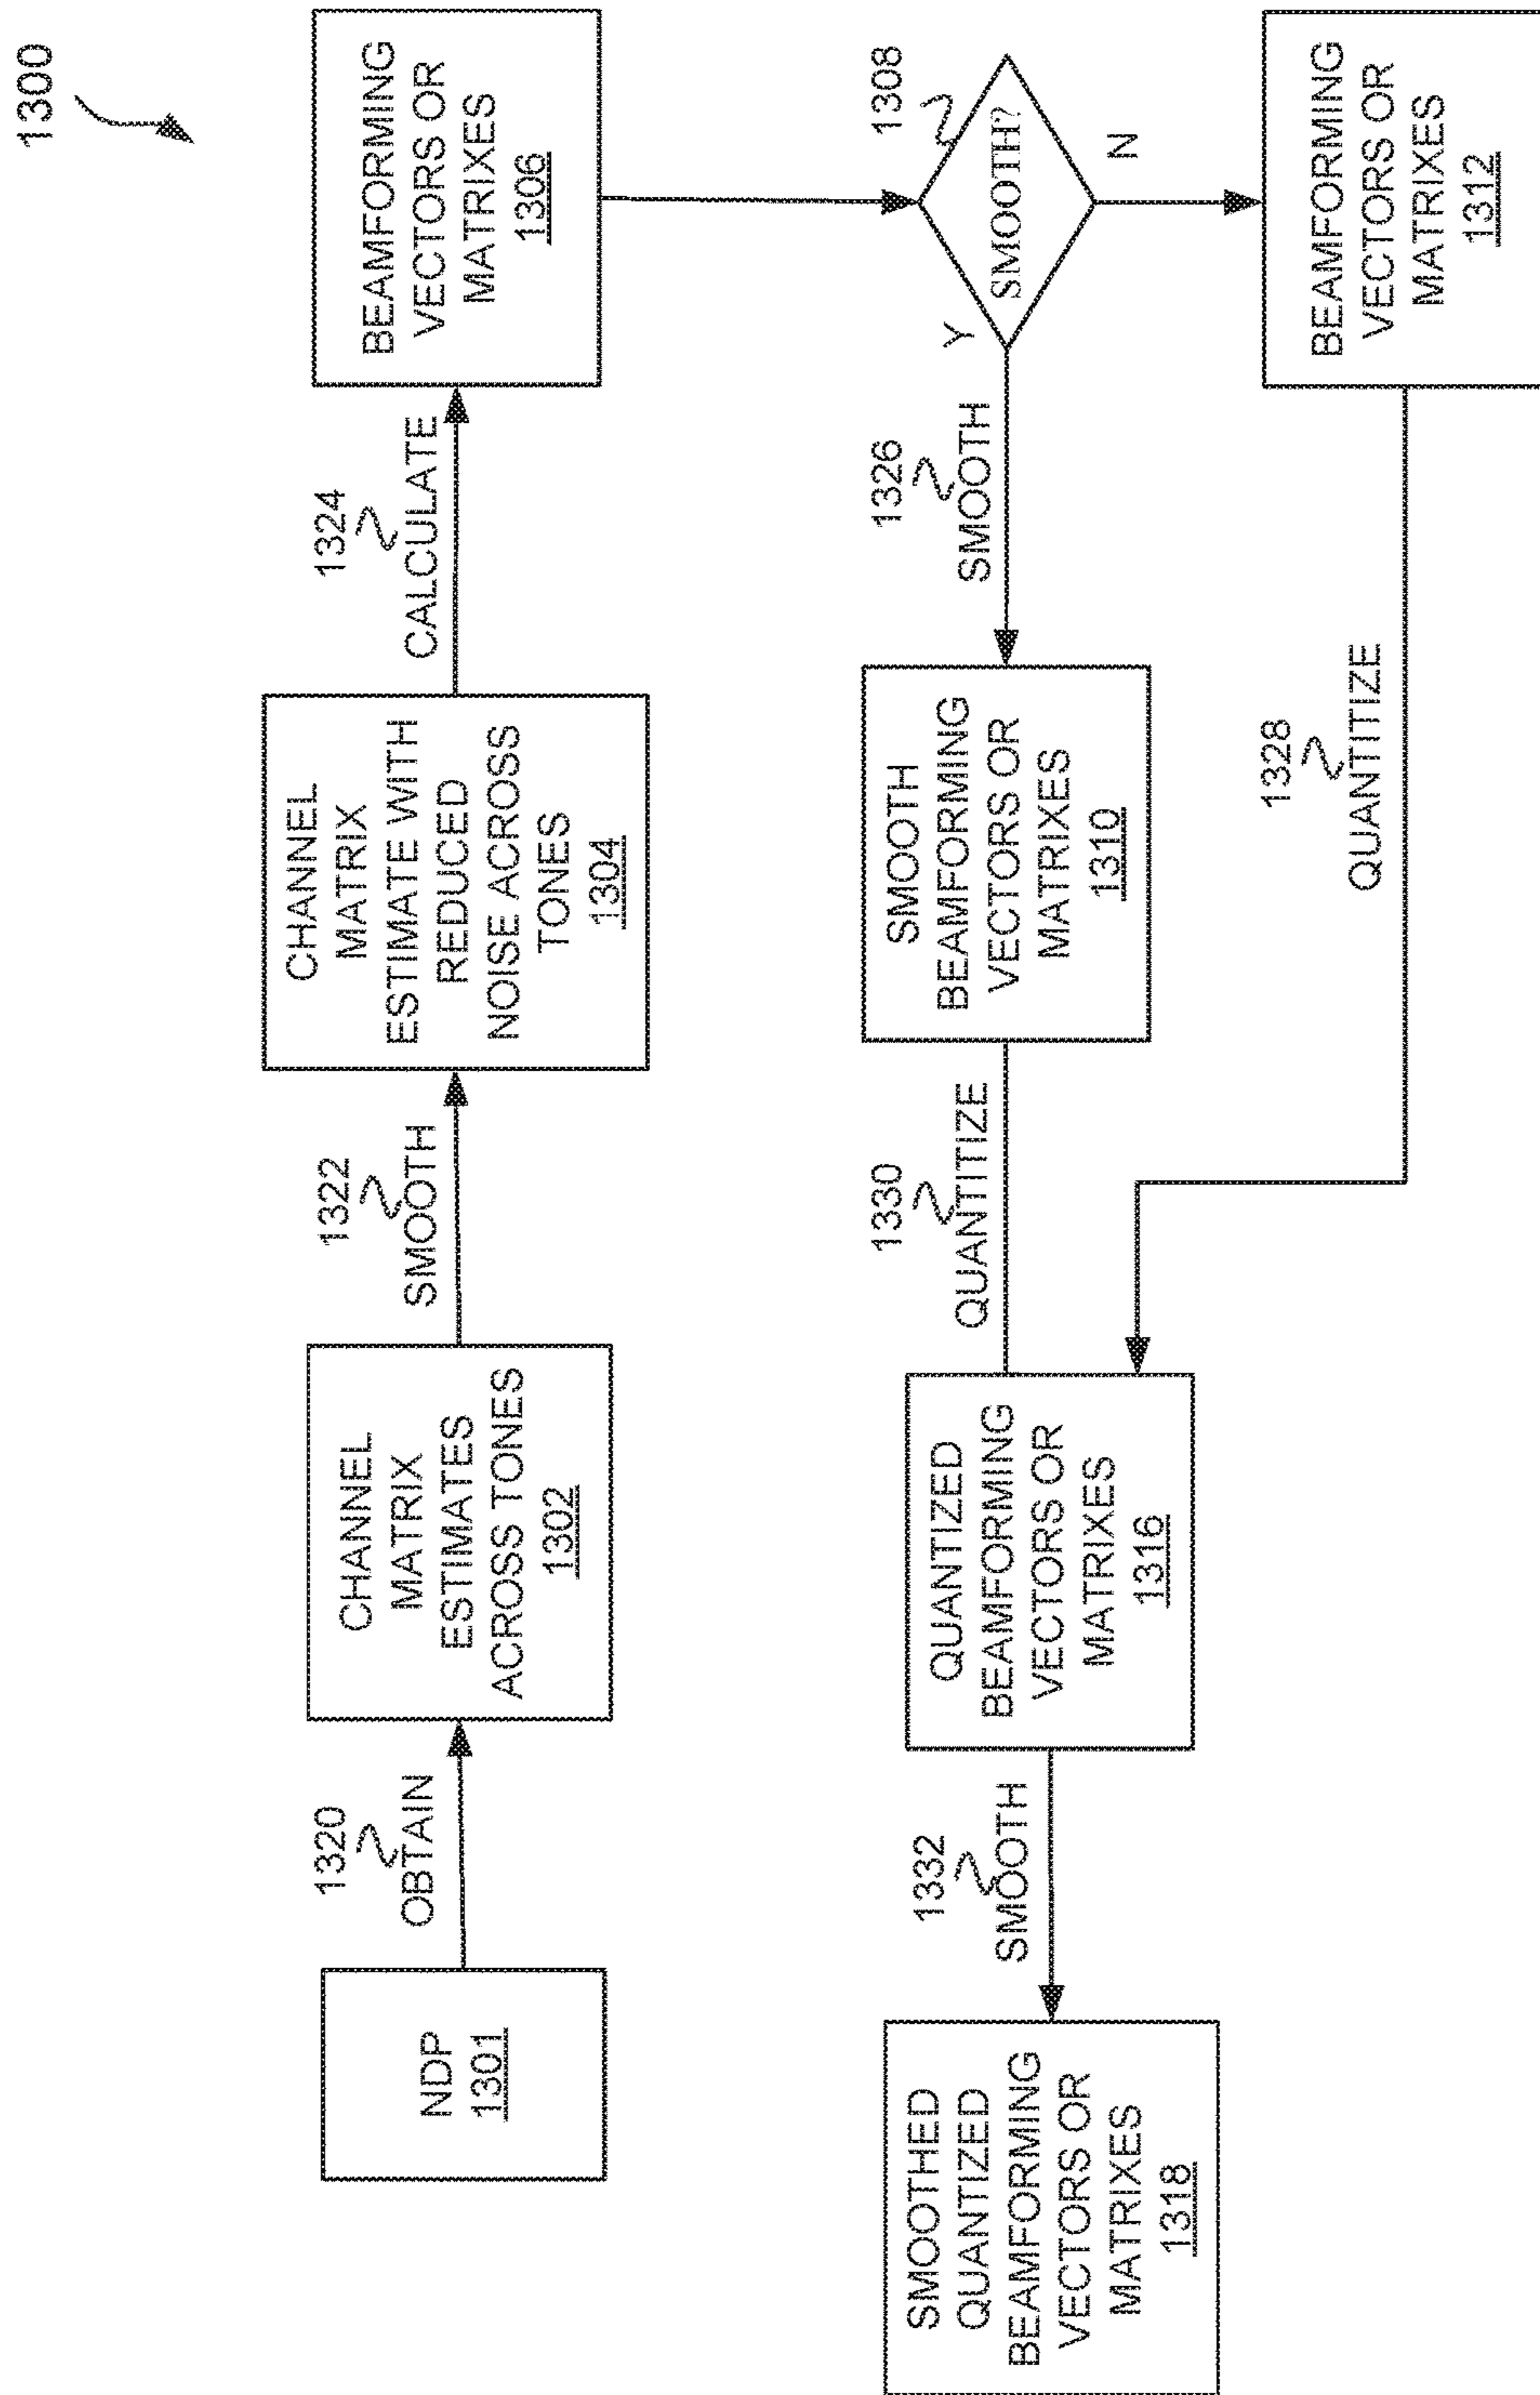 1300
NDP
1301
1320
OBTAIN
CHANNEL
MATRIX
ESTIMATES
ACROSS TONES
1302
1322
SMOOTH
CHANNEL
MATRIX
ESTIMATE WITH
REDUCED
NOISE ACROSS
TONES
1304
1324
CALCULATE
BEAMFORMING
VECTORS OR
MATRIXES
1306
1308
SMOOTH?
Y
N
1326
SMOOTH
SMOOTH
BEAMFORMING
VECTORS OR
MATRIXES
1310
BEAMFORMING
VECTORS OR
MATRIXES
1312
1328
QUANTITIZE
1330
QUANTITIZE
QUANTIZED
BEAMFORMING
VECTORS OR
MATRIXES
1316
1332
SMOOTH
SMOOTHED
QUANTIZED
BEAMFORMING
VECTORS OR
MATRIXES
1318